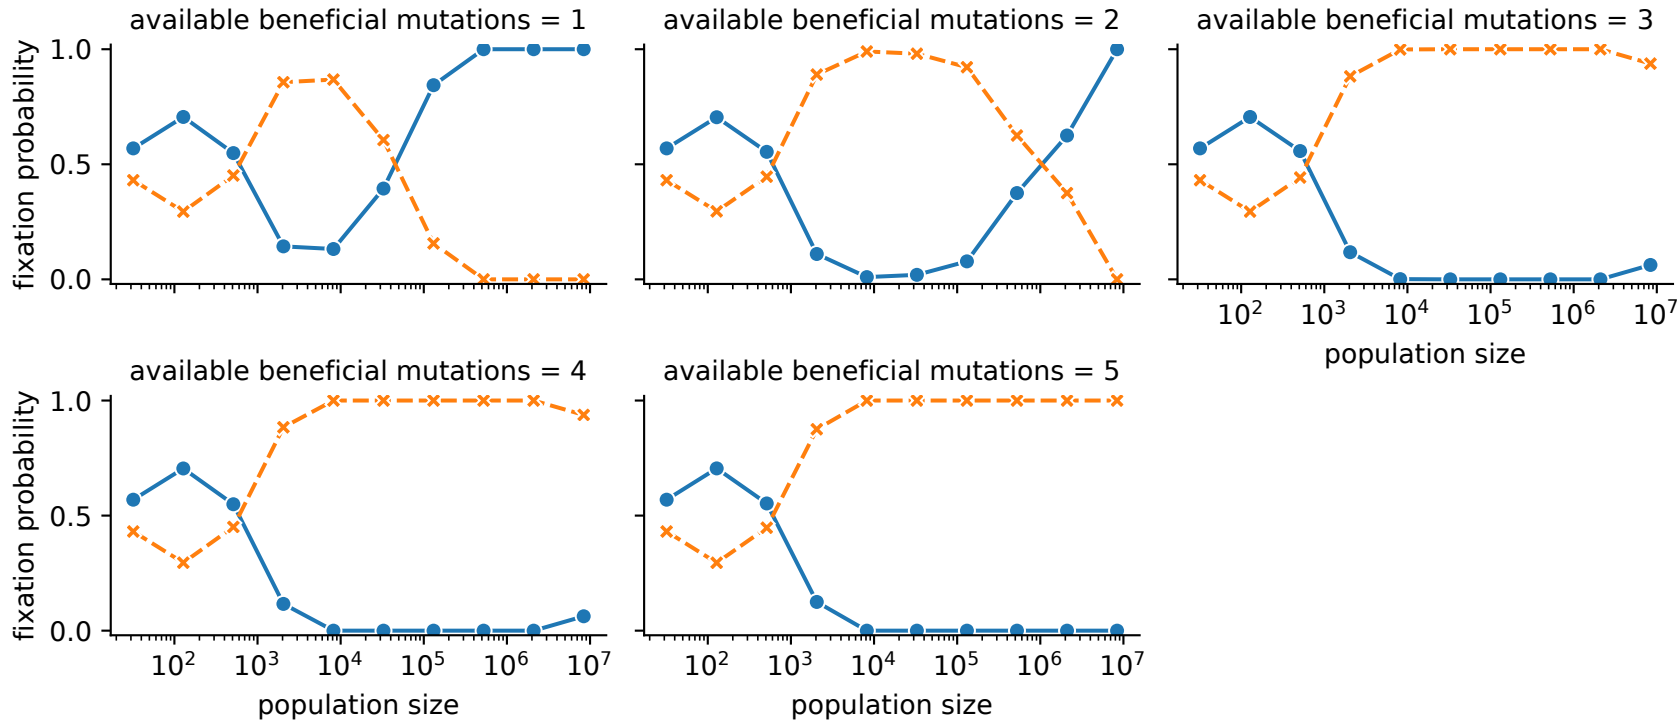 available beneficial mutations = 1
available beneficial mutations = 2
available beneficial mutations = 3
fixation probability
1.0
0.5
0.0
10²
10³
10⁴
10⁵
10⁶
10⁷
population size
available beneficial mutations = 4
available beneficial mutations = 5
fixation probability
1.0
0.5
0.0
10²
10³
10⁴
10⁵
10⁶
10⁷
10²
10³
10⁴
10⁵
10⁶
10⁷
population size
population size